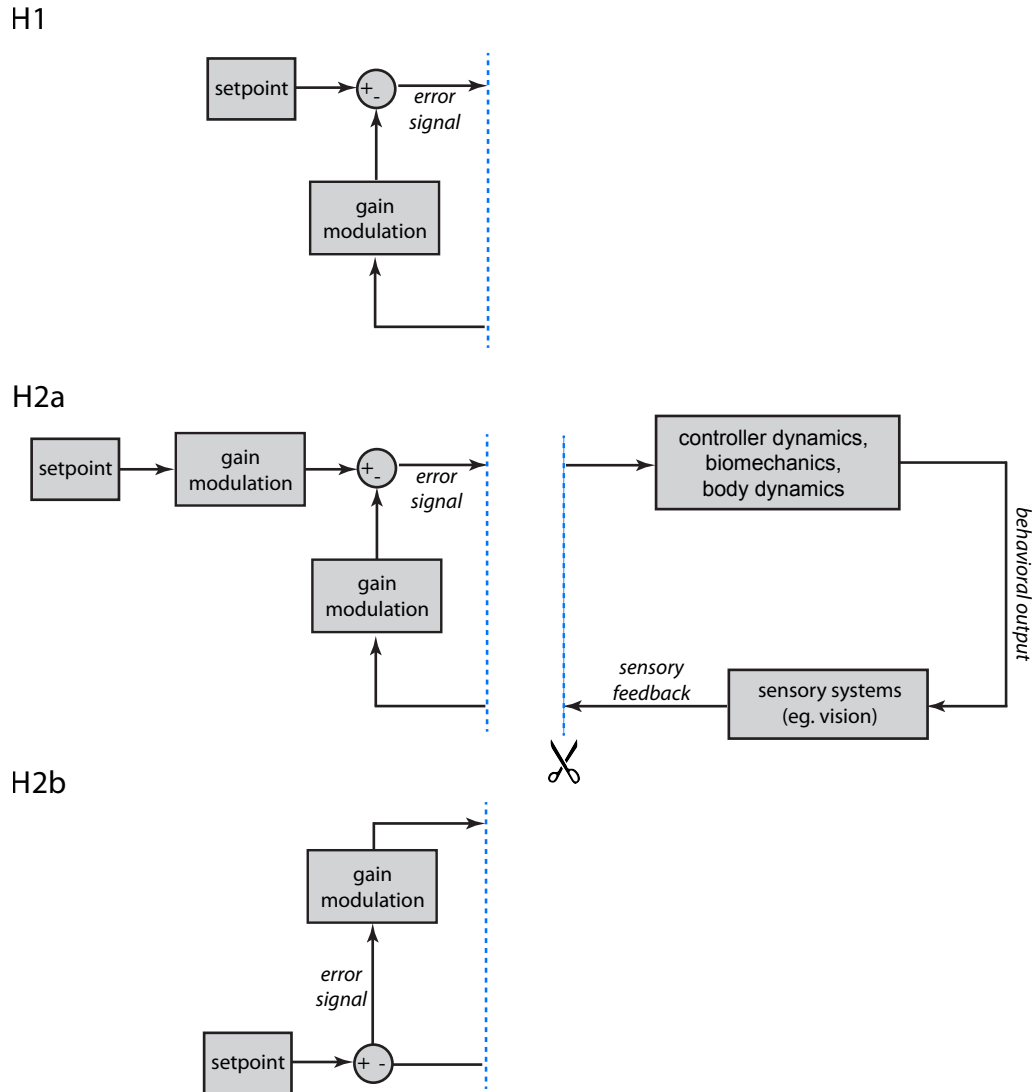 H1
setpoint
+
-
error
signal
gain
modulation
H2a
setpoint
gain
modulation
+
-
error
signal
gain
modulation
controller dynamics,
biomechanics,
body dynamics
behavioral output
sensory
feedback
sensory systems
(eg. vision)
H2b
gain
modulation
error
signal
setpoint
+ -